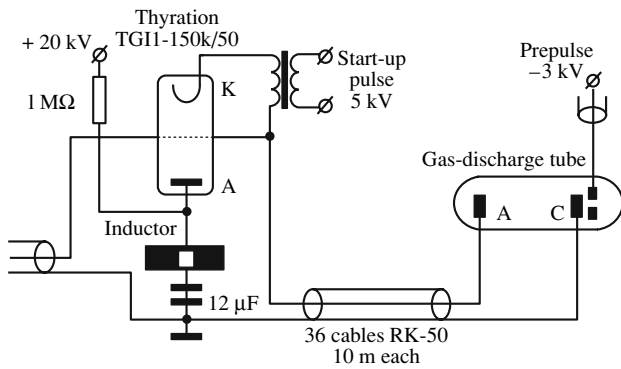 Thyration
TGI1-150k/50
+ 20 kV
1 MΩ
K
A
Start-up
pulse
5 kV
Prepulse
–3 kV
Gas-discharge tube
A
C
Inductor
12 μF
36 cables RK-50
10 m each